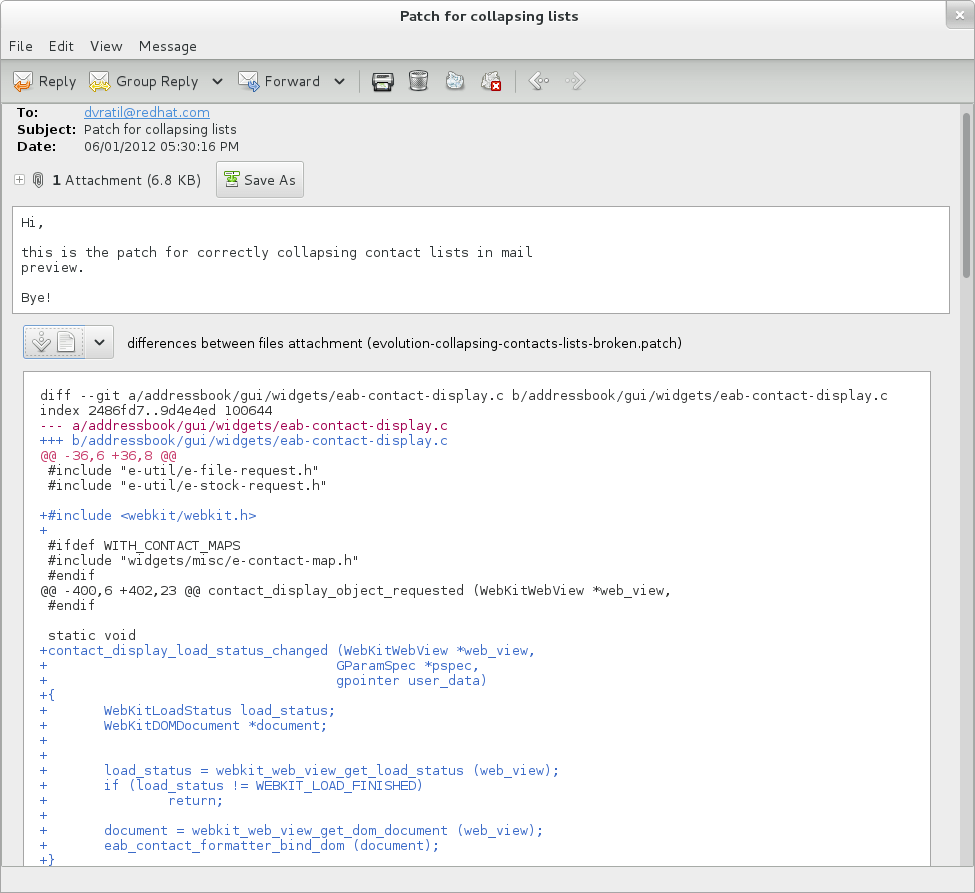 Patch for collapsing lists
File Edit View Message
Reply Group Reply Forward
To: dvratil@redhat.com
Subject: Patch for collapsing lists
Date: 06/01/2012 05:30:16 PM
1 Attachment (6.8 KB) Save As
Hi,
this is the patch for correctly collapsing contact lists in mail
preview.
Bye!
differences between files attachment (evolution-collapsing-contacts-lists-broken.patch)
diff --git a/addressbook/gui/widgets/eab-contact-display.c b/addressbook/gui/widgets/eab-contact-display.c
index 2486fd7..9d4e4ed 100644
--- a/addressbook/gui/widgets/eab-contact-display.c
+++ b/addressbook/gui/widgets/eab-contact-display.c
@@ -36,6 +36,8 @@
 #include "e-util/e-file-request.h"
 #include "e-util/e-stock-request.h"
+#include <webkit/webkit.h>
+
 #ifdef WITH_CONTACT_MAPS
 #include "widgets/misc/e-contact-map.h"
 #endif
@@ -400,6 +402,23 @@ contact_display_object_requested (WebKitWebView *web_view,
 #endif
 static void
+contact_display_load_status_changed (WebKitWebView *web_view,
+                                    GParamSpec *pspec,
+                                    gpointer user_data)
+{
+       WebKitLoadStatus load_status;
+       WebKitDOMDocument *document;
+
+
+       load_status = webkit_web_view_get_load_status (web_view);
+       if (load_status != WEBKIT_LOAD_FINISHED)
+               return;
+
+       document = webkit_web_view_get_dom_document (web_view);
+       eab_contact_formatter_bind_dom (document);
+}